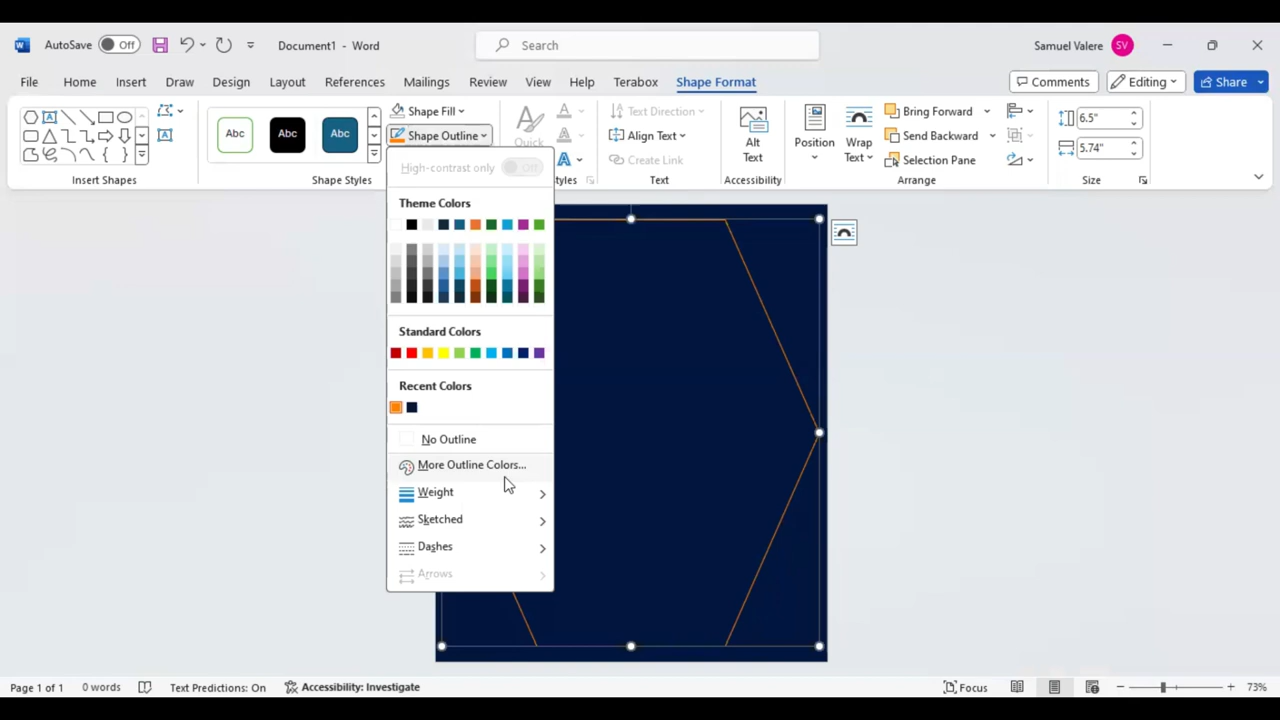 AutoSave Off Document1 - Word Search Samuel Valere SV
File Home Insert Draw Design Layout References Mailings Review View Help Terabox Shape Format Comments Editing Share
Abc Abc Abc
Shape Fill
Shape Outline
Quick
Styles
Text Direction
Align Text
Create Link
Alt
Text
Position
Wrap
Text
Bring Forward
Send Backward
Selection Pane
6.5"
5.74"
Insert Shapes Shape Styles Text Accessibility Arrange Size
High-contrast only Off
Theme Colors
Standard Colors
Recent Colors
No Outline
More Outline Colors...
Weight
Sketched
Dashes
Arrows
Page 1 of 1 0 words Text Predictions: On Accessibility: Investigate Focus 73%